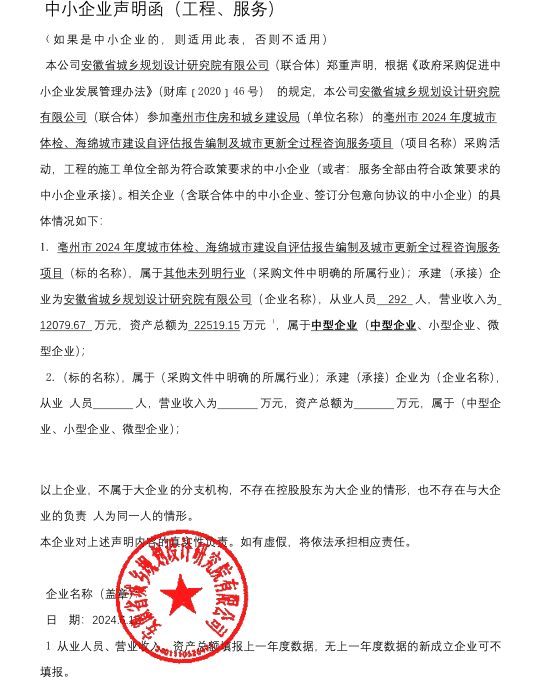 中小企业声明函（工程、服务）
（如果是中小企业的，则适用此表，否则不适用）
本公司安徽省城乡规划设计研究院有限公司（联合体）郑重声明，根据《政府采购促进中
小企业发展管理办法》（财库﹝2020﹞46号） 的规定，本公司安徽省城乡规划设计研究院
有限公司（联合体）参加亳州市住房和城乡建设局（单位名称）的亳州市 2024 年度城市
体检、海绵城市建设自评估报告编制及城市更新全过程咨询服务项目（项目名称）采购活
动，工程的施工单位全部为符合政策要求的中小企业（或者：服务全部由符合政策要求的
中小企业承接）。相关企业（含联合体中的中小企业、签订分包意向协议的中小企业）的具
体情况如下：
1. 亳州市 2024 年度城市体检、海绵城市建设自评估报告编制及城市更新全过程咨询服务
项目（标的名称），属于其他未列明行业（采购文件中明确的所属行业）；承建（承接）企
业为安徽省城乡规划设计研究院有限公司（企业名称），从业人员 292 人，营业收入为
12079.67 万元，资产总额为 22519.15 万元¹，属于中型企业（中型企业、小型企业、微
型企业）；
2.（标的名称），属于（采购文件中明确的所属行业）；承建（承接）企业为（企业名称），
从业 人员______人，营业收入为______万元，资产总额为______万元，属于（中型企
业、小型企业、微型企业）；
以上企业，不属于大企业的分支机构，不存在控股股东为大企业的情形，也不存在与大企
业的负责 人为同一人的情形。
本企业对上述声明内容的真实性负责。如有虚假，将依法承担相应责任。
安徽省城乡规划设计研究院有限公司
企业名称（盖章）
日 期：2024.
1 从业人员、营业收入、资产总额填报上一年度数据，无上一年度数据的新成立企业可不
填报。